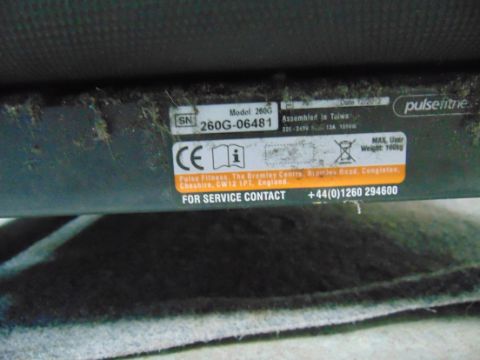 Model: 260G
SN 260G-06481
Date
Assembled in Taiwan
pulsefitness
MAX. User
Weight: 160kg
Pulse Fitness, The Bromley Centre, Bromley Road, Congleton,
Cheshire, CW12 1PT, England.
FOR SERVICE CONTACT +44(0)1260 294600